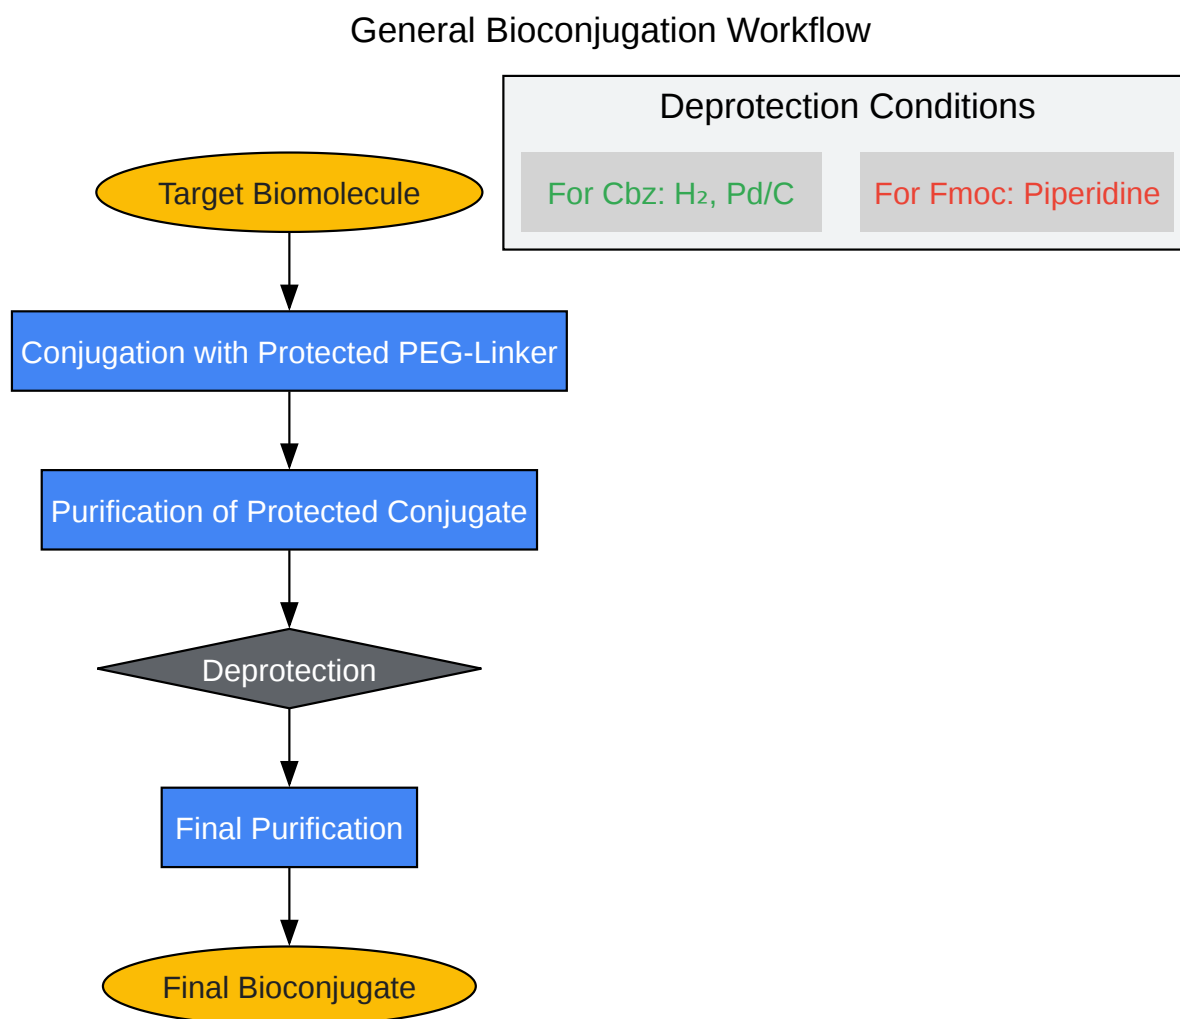 General Bioconjugation Workflow
Deprotection Conditions
For Cbz: H₂, Pd/C
For Fmoc: Piperidine
Target Biomolecule
Conjugation with Protected PEG-Linker
Purification of Protected Conjugate
Deprotection
Final Purification
Final Bioconjugate